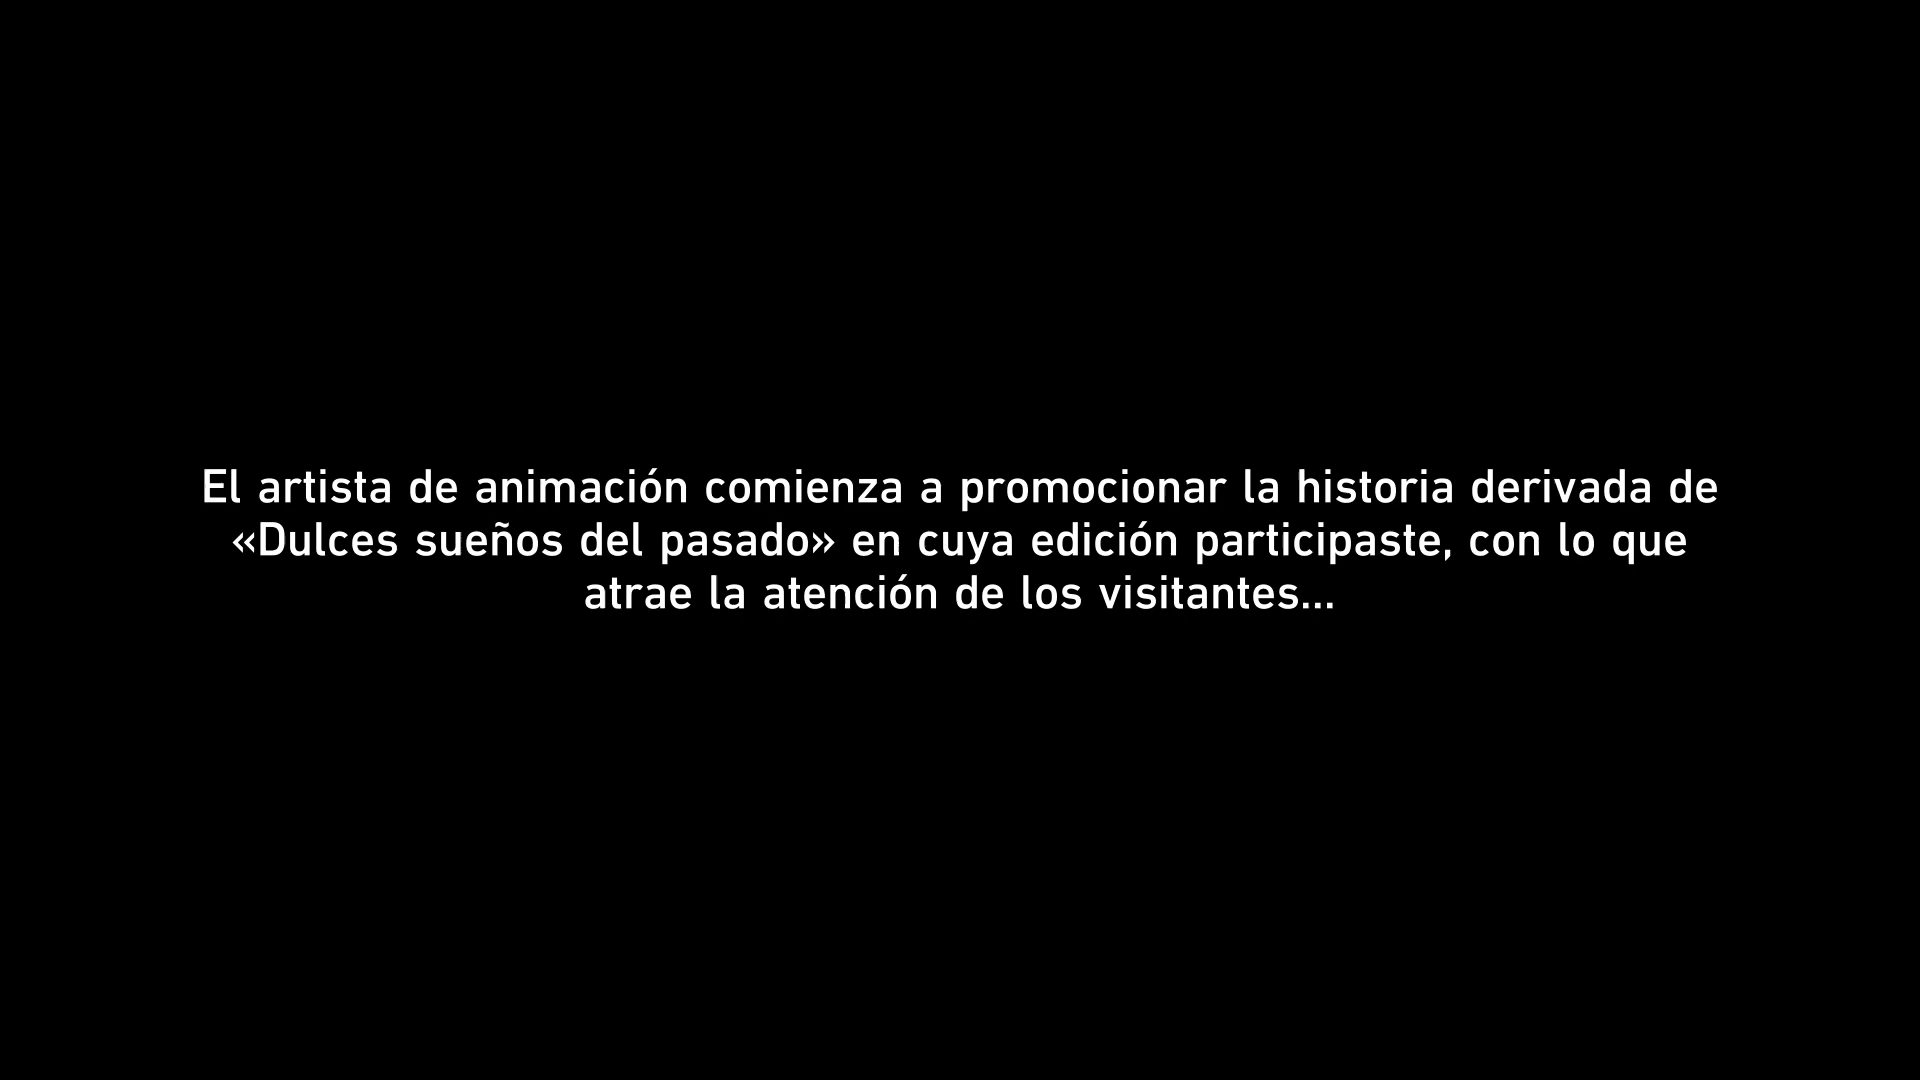 El artista de animación comienza a promocionar la historia derivada de
«Dulces sueños del pasado» en cuya edición participaste, con lo que
atrae la atención de los visitantes...